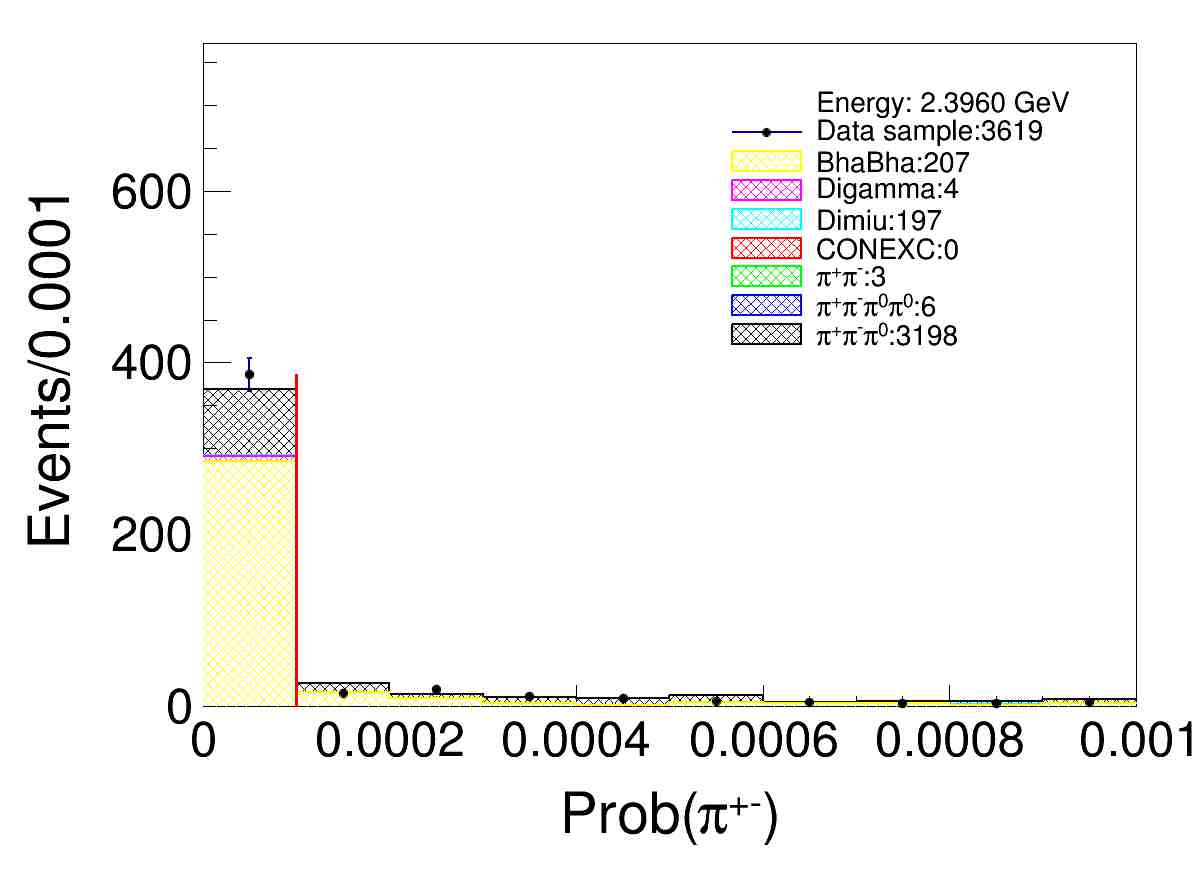 Energy: 2.3960 GeV
Data sample:3619
BhaBha:207
Digamma:4
Dimiu:197
CONEXC:0
π⁺π⁻:3
π⁺π⁻π⁰π⁰:6
π⁺π⁻π⁰:3198
Events/0.0001
600
400
200
0
0 0.0002 0.0004 0.0006 0.0008 0.001
Prob(π⁺⁻)